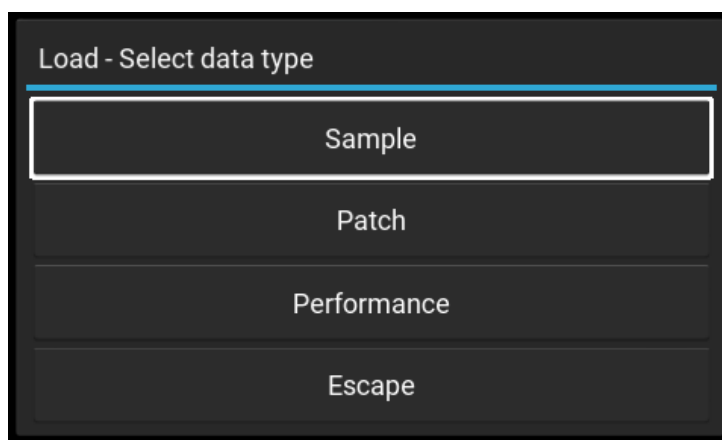 Load - Select data type
Sample
Patch
Performance
Escape